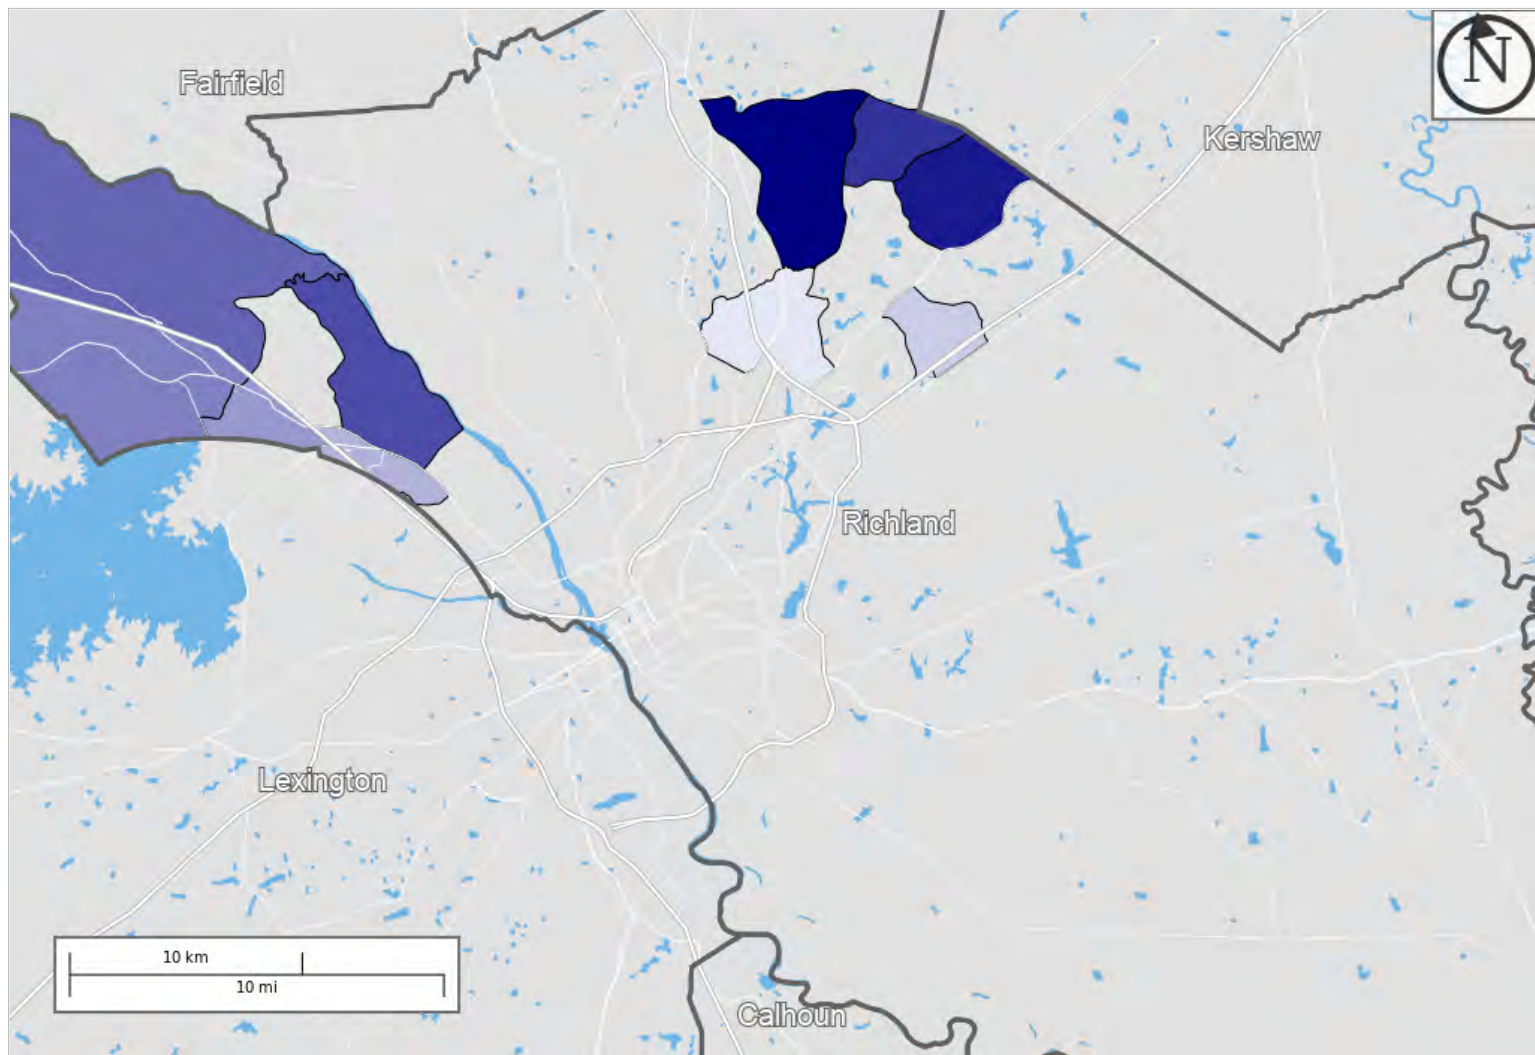 N
Fairfield
Kershaw
Richland
Lexington
10 km
10 mi
Calhoun